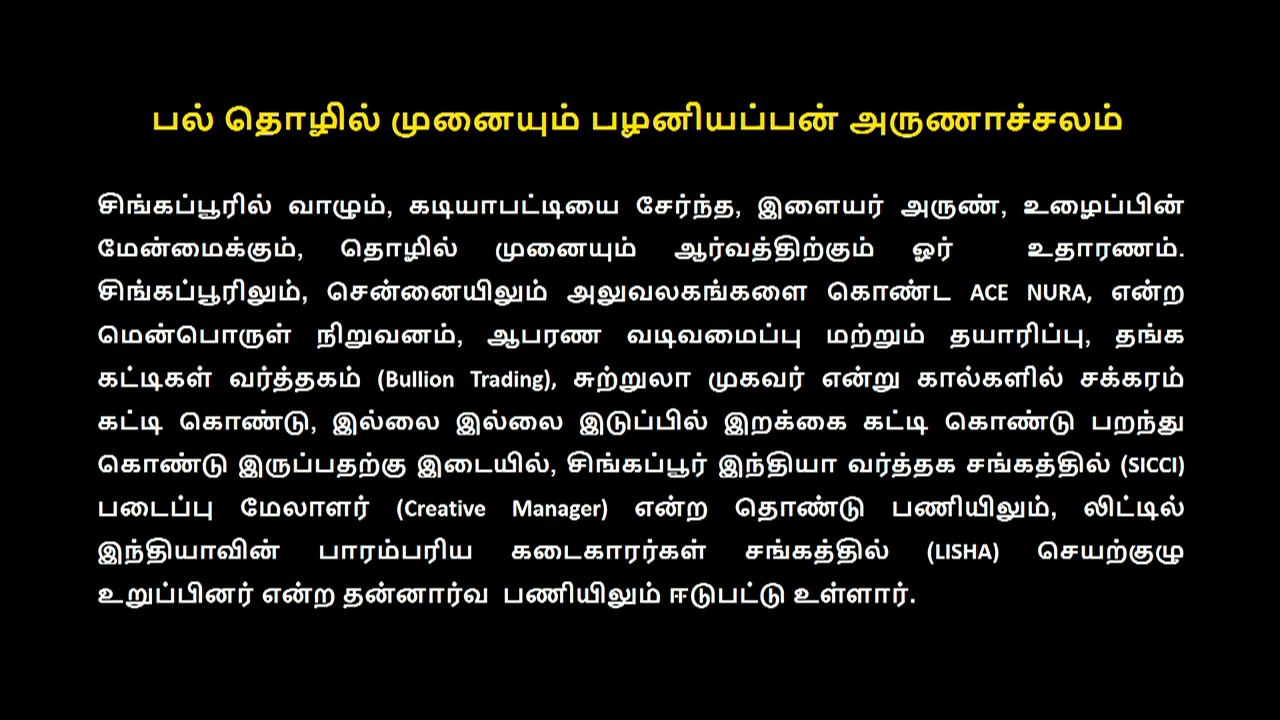 பல் தொழில் முனையும் பழனியப்பன் அருணாச்சலம்
சிங்கப்பூரில் வாழும், கடியாபட்டியை சேர்ந்த, இளையர் அருண், உழைப்பின்
மேன்மைக்கும், தொழில் முனையும் ஆர்வத்திற்கும் ஓர் உதாரணம்.
சிங்கப்பூரிலும், சென்னையிலும் அலுவலகங்களை கொண்ட ACE NURA, என்ற
மென்பொருள் நிறுவனம், ஆபரண வடிவமைப்பு மற்றும் தயாரிப்பு, தங்க
கட்டிகள் வர்த்தகம் (Bullion Trading), சுற்றுலா முகவர் என்று கால்களில் சக்கரம்
கட்டி கொண்டு, இல்லை இல்லை இடுப்பில் இறக்கை கட்டி கொண்டு பறந்து
கொண்டு இருப்பதற்கு இடையில், சிங்கப்பூர் இந்தியா வர்த்தக சங்கத்தில் (SICCI)
படைப்பு மேலாளர் (Creative Manager) என்ற தொண்டு பணியிலும், லிட்டில்
இந்தியாவின் பாரம்பரிய கடைகாரர்கள் சங்கத்தில் (LISHA) செயற்குழு
உறுப்பினர் என்ற தன்னார்வ பணியிலும் ஈடுபட்டு உள்ளார்.